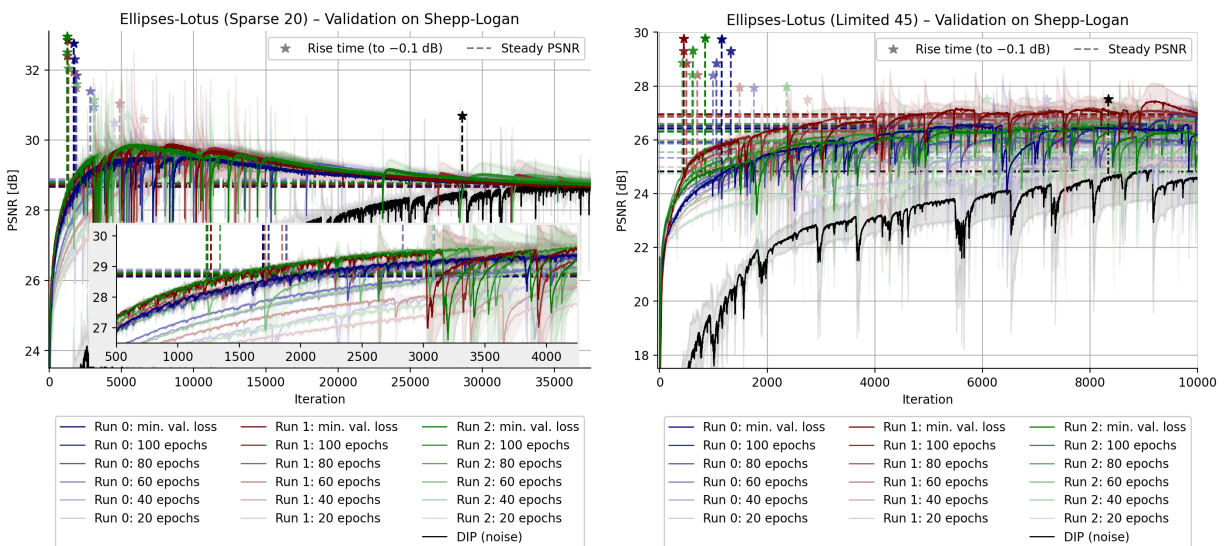 Ellipses-Lotus (Sparse 20) – Validation on Shepp-Logan
Rise time (to −0.1 dB)
Steady PSNR
PSNR [dB]
32
30
28
26
24
30
29
28
27
500 1000 1500 2000 2500 3000 3500 4000
0 5000 10000 15000 20000 25000 30000 35000
Iteration
Run 0: min. val. loss Run 1: min. val. loss Run 2: min. val. loss
Run 0: 100 epochs Run 1: 100 epochs Run 2: 100 epochs
Run 0: 80 epochs Run 1: 80 epochs Run 2: 80 epochs
Run 0: 60 epochs Run 1: 60 epochs Run 2: 60 epochs
Run 0: 40 epochs Run 1: 40 epochs Run 2: 40 epochs
Run 0: 20 epochs Run 1: 20 epochs Run 2: 20 epochs
DIP (noise)
Ellipses-Lotus (Limited 45) – Validation on Shepp-Logan
Rise time (to −0.1 dB)
Steady PSNR
PSNR [dB]
30
28
26
24
22
20
18
0 2000 4000 6000 8000 10000
Iteration
Run 0: min. val. loss Run 1: min. val. loss Run 2: min. val. loss
Run 0: 100 epochs Run 1: 100 epochs Run 2: 100 epochs
Run 0: 80 epochs Run 1: 80 epochs Run 2: 80 epochs
Run 0: 60 epochs Run 1: 60 epochs Run 2: 60 epochs
Run 0: 40 epochs Run 1: 40 epochs Run 2: 40 epochs
Run 0: 20 epochs Run 1: 20 epochs Run 2: 20 epochs
DIP (noise)